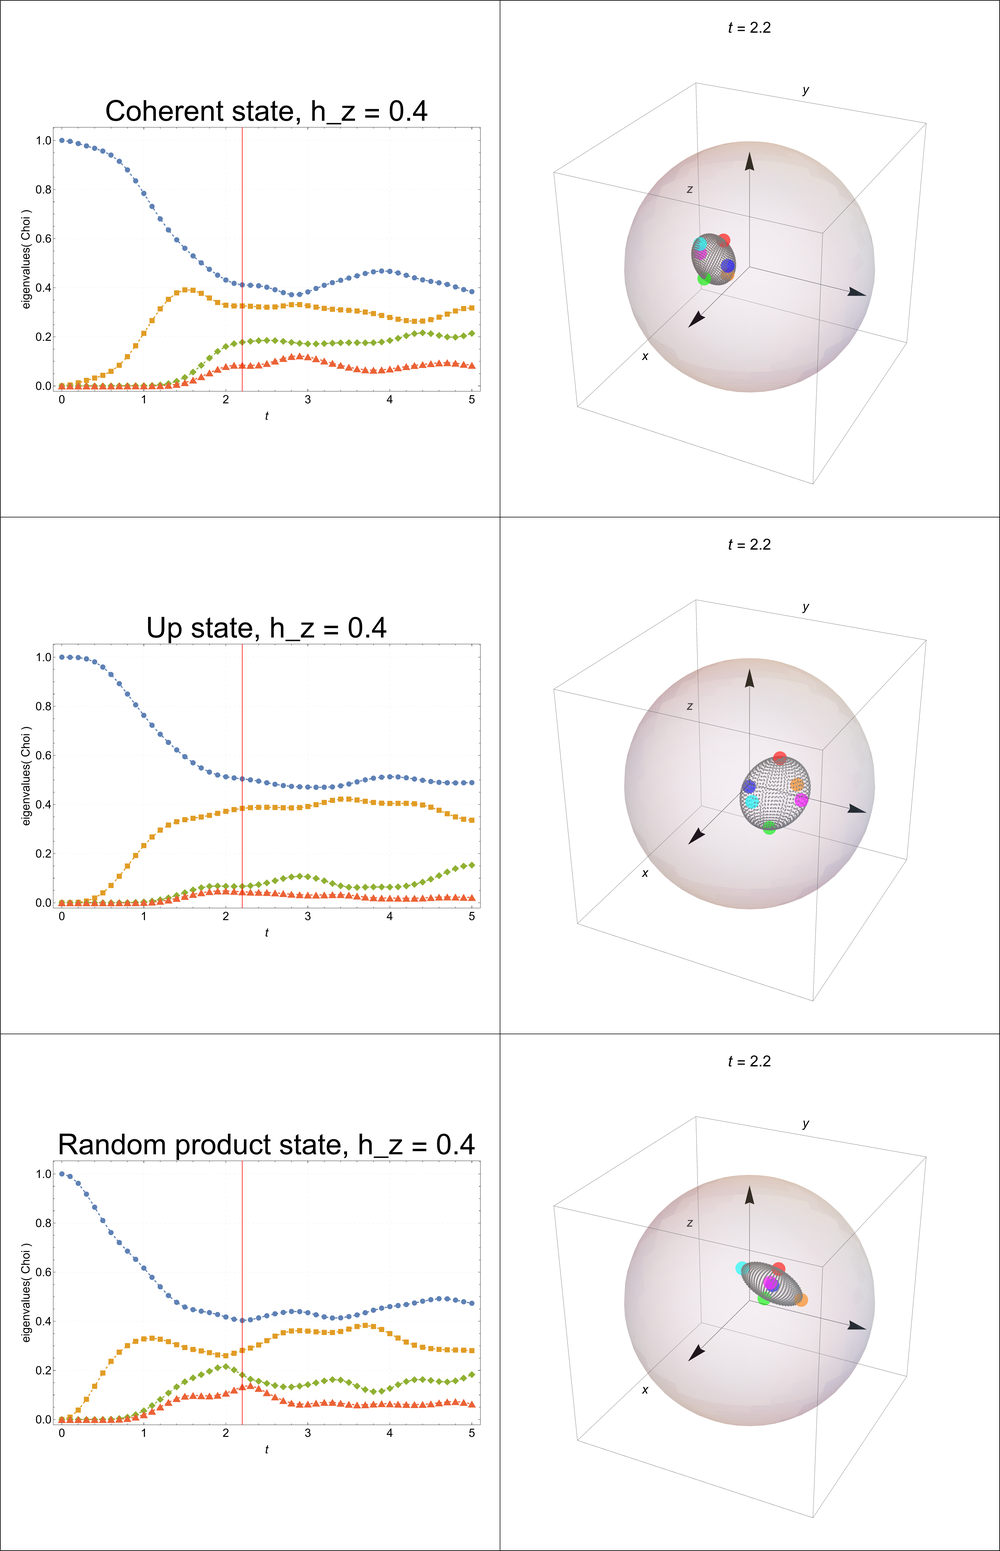 Coherent state, h_z = 0.4
eigenvalues( Choi )
1.0
0.8
0.6
0.4
0.2
0.0
0 1 2 3 4 5
t
t = 2.2
y
z
x
Up state, h_z = 0.4
eigenvalues( Choi )
1.0
0.8
0.6
0.4
0.2
0.0
0 1 2 3 4 5
t
t = 2.2
y
z
x
Random product state, h_z = 0.4
eigenvalues( Choi )
1.0
0.8
0.6
0.4
0.2
0.0
0 1 2 3 4 5
t
t = 2.2
y
z
x